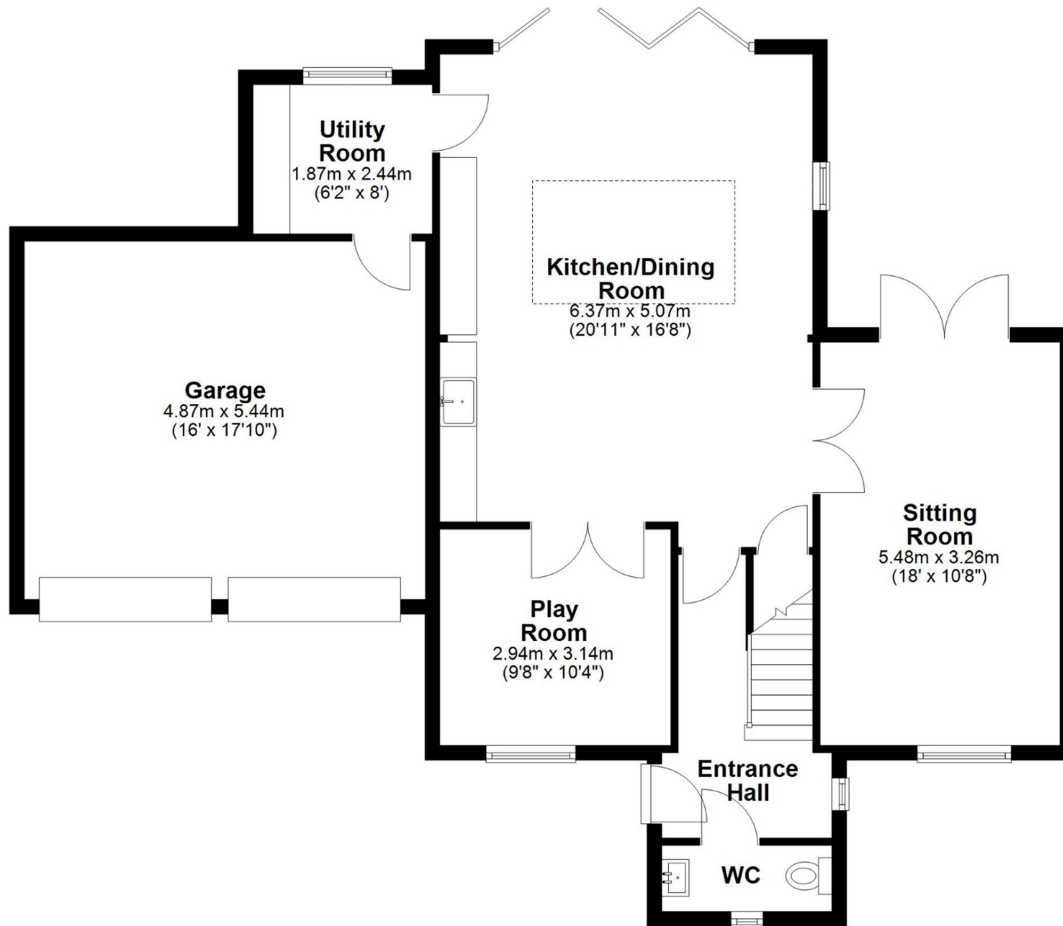 Utility
Room
1.87m x 2.44m
(6'2" x 8')
Kitchen/Dining
Room
6.37m x 5.07m
(20'11" x 16'8")
Garage
4.87m x 5.44m
(16' x 17'10")
Sitting
Room
5.48m x 3.26m
(18' x 10'8")
Play
Room
2.94m x 3.14m
(9'8" x 10'4")
Entrance
Hall
WC